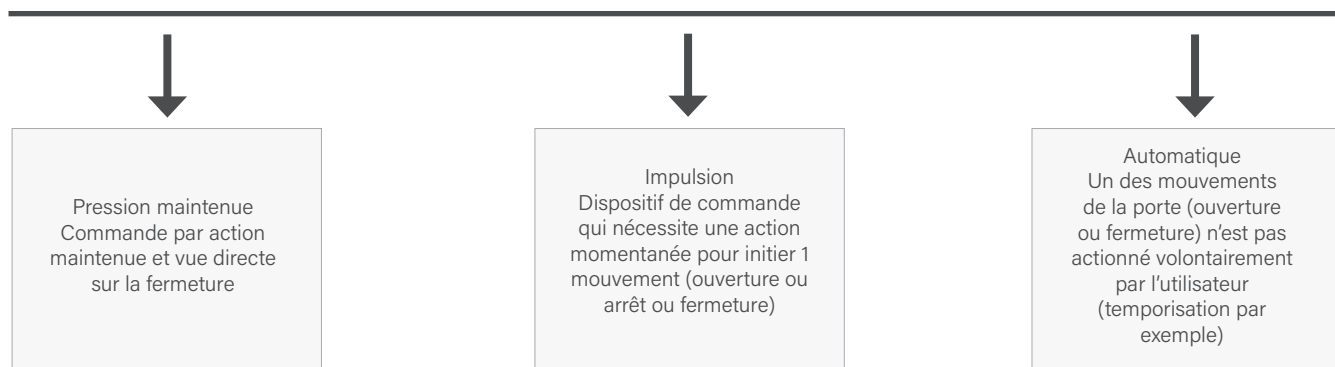 Pression maintenue
Commande par action
maintenue et vue directe
sur la fermeture
Impulsion
Dispositif de commande
qui nécessite une action
momentanée pour initier 1
mouvement (ouverture ou
arrêt ou fermeture)
Automatique
Un des mouvements
de la porte (ouverture
ou fermeture) n’est pas
actionné volontairement
par l’utilisateur
(temporisation par
exemple)